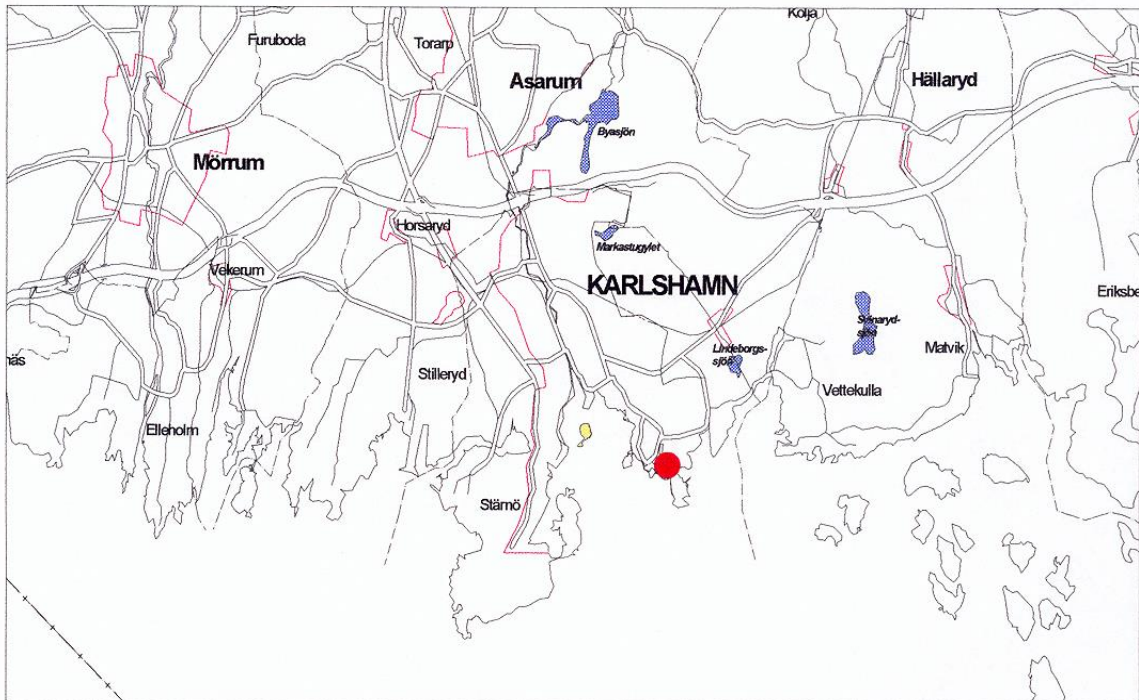 Kolja
Furuboda
Torarp
Asarum
Hällaryd
Byasjön
Mörrum
Horsaryd
Markastugylet
Vekerum
KARLSHAMN
Eriksbe
Svinaryd-
sjön
näs
Lindeborgs-
sjön
Matvik
Stilleryd
Vettekulla
Elleholm
Stärnö